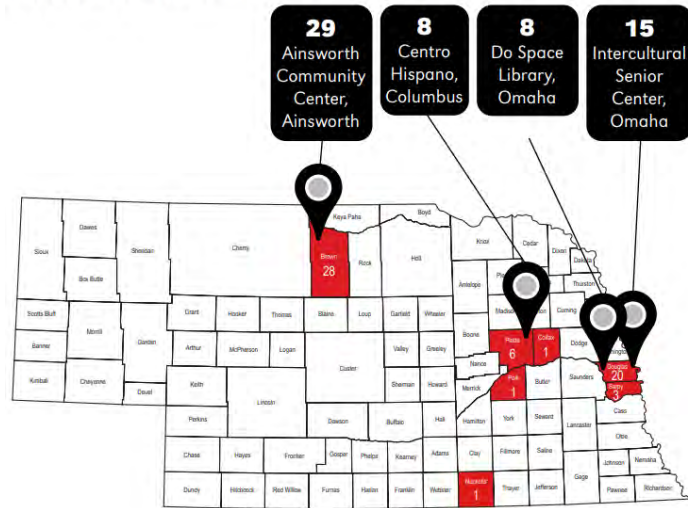 29
Ainsworth
Community
Center,
Ainsworth
8
Centro
Hispano,
Columbus
8
Do Space
Library,
Omaha
15
Intercultural
Senior
Center,
Omaha
Sioux
Dawes
Box Butte
Sheridan
Cherry
Keya Paha
Boyd
Brown
28
Rock
Holt
Knox
Cedar
Dixon
Dakota
Antelope
Thurston
Scotts Bluff
Banner
Kimball
Morrill
Cheyenne
Garden
Deuel
Grant
Hooker
Thomas
Blaine
Loup
Garfield
Wheeler
Boone
Platte
6
Colfax
1
Cuming
Dodge
Arthur
McPherson
Logan
Custer
Valley
Greeley
Nance
Keith
Lincoln
Sherman
Howard
Merrick
Polk
1
Butler
Saunders
Douglas
20
Sarpy
3
Cass
Perkins
Dawson
Buffalo
Hall
Hamilton
York
Seward
Lancaster
Otoe
Chase
Hayes
Frontier
Gosper
Phelps
Kearney
Adams
Clay
Fillmore
Saline
Gage
Johnson
Nemaha
Dundy
Hitchcock
Red Willow
Furnas
Harlan
Franklin
Webster
Nuckolls
1
Thayer
Jefferson
Pawnee
Richardson